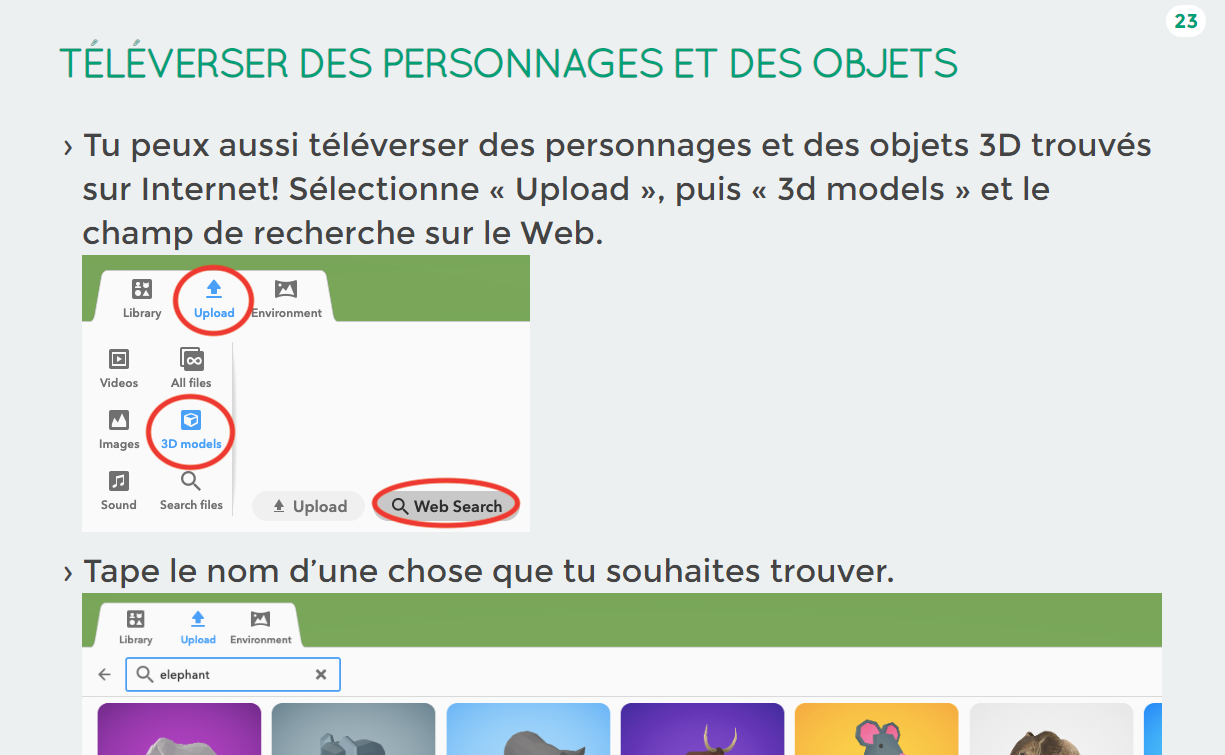 23
TÉLÉVERSER DES PERSONNAGES ET DES OBJETS
› Tu peux aussi téléverser des personnages et des objets 3D trouvés
sur Internet! Sélectionne « Upload », puis « 3d models » et le
champ de recherche sur le Web.
Library Upload Environment
Videos All files
Images 3D models
Sound Search files
Upload Web Search
› Tape le nom d’une chose que tu souhaites trouver.
Library Upload Environment
elephant